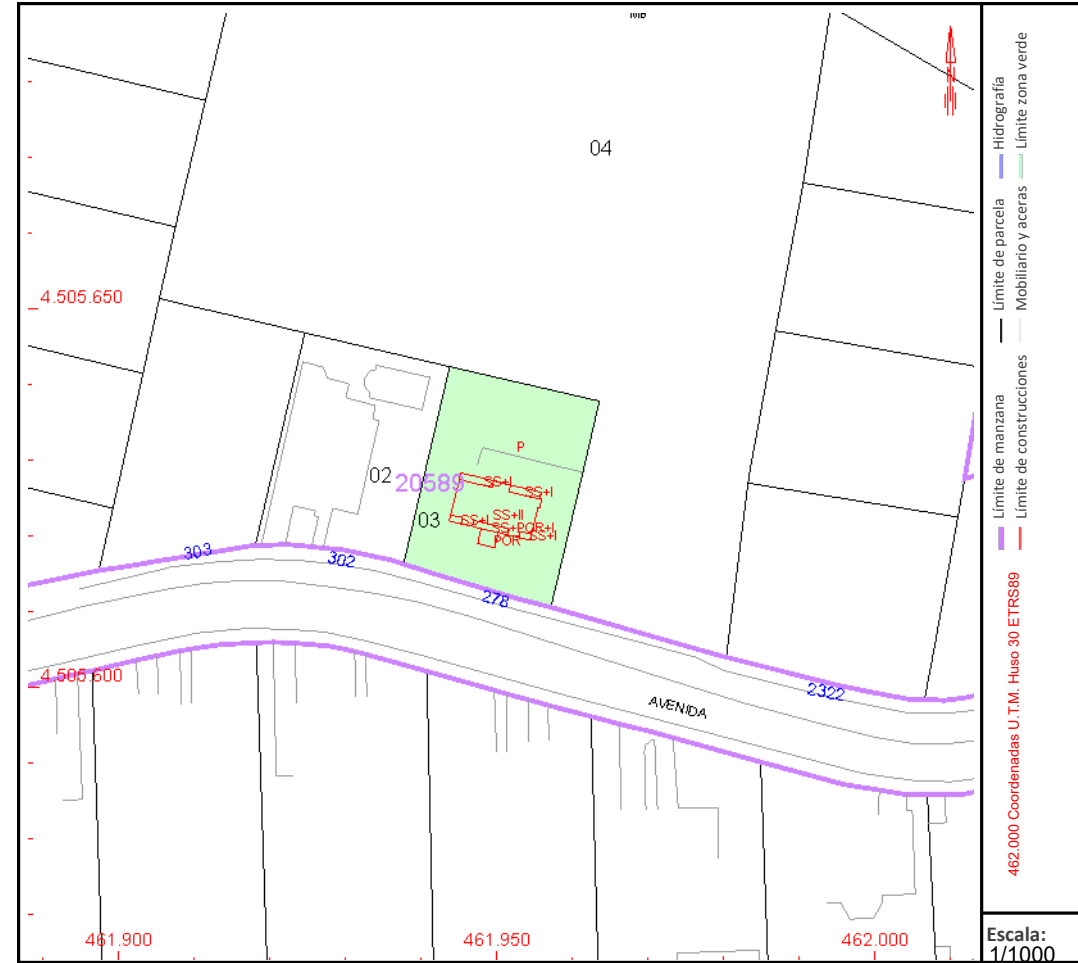 04
4.505.650
P
02
20589
SS+I
SS+I
03
SS+II
SS+I
POR+I
SS+I
POR
303
302
278
4.505.600
2322
AVENIDA
461.900
461.950
462.000
Límite de manzana
Límite de parcela
Hidrografía
Límite de construcciones
Mobiliario y aceras
Límite zona verde
462.000 Coordenadas U.T.M. Huso 30 ETRS89
Escala:
1/1000